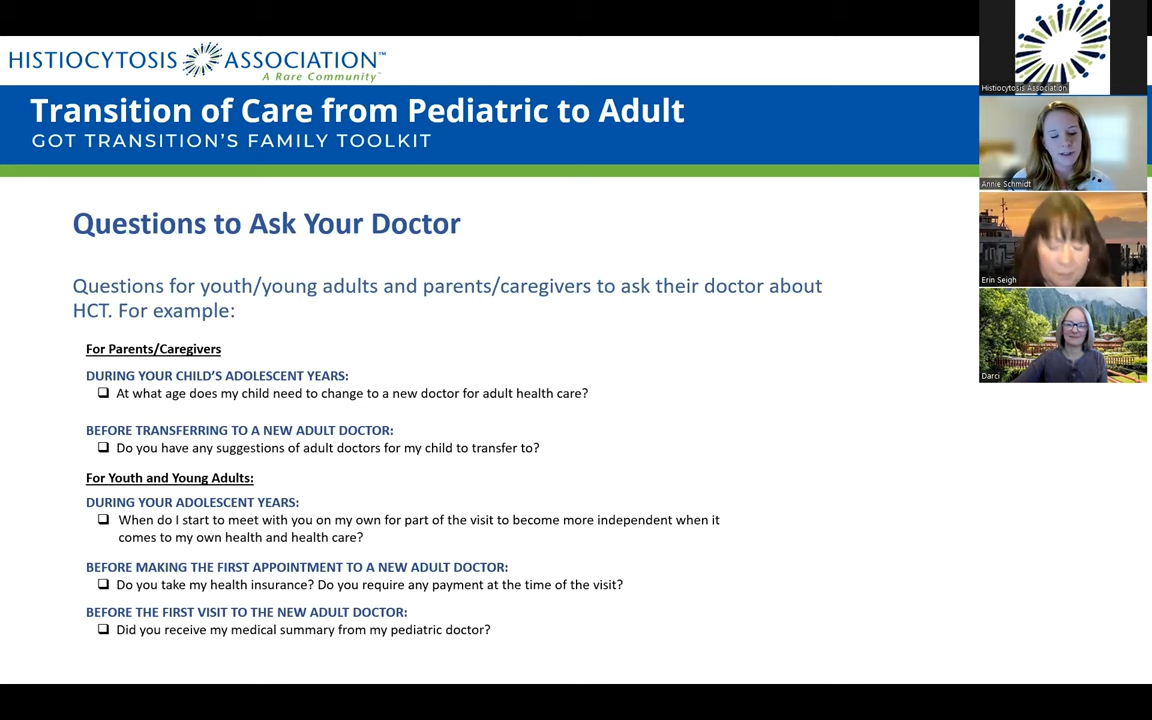 HISTIOCYTOSIS ASSOCIATION™
A Rare Community
Transition of Care from Pediatric to Adult
GOT TRANSITION'S FAMILY TOOLKIT
Questions to Ask Your Doctor
Questions for youth/young adults and parents/caregivers to ask their doctor about
HCT. For example:
For Parents/Caregivers
DURING YOUR CHILD'S ADOLESCENT YEARS:
❑ At what age does my child need to change to a new doctor for adult health care?
BEFORE TRANSFERRING TO A NEW ADULT DOCTOR:
❑ Do you have any suggestions of adult doctors for my child to transfer to?
For Youth and Young Adults:
DURING YOUR ADOLESCENT YEARS:
❑ When do I start to meet with you on my own for part of the visit to become more independent when it
comes to my own health and health care?
BEFORE MAKING THE FIRST APPOINTMENT TO A NEW ADULT DOCTOR:
❑ Do you take my health insurance? Do you require any payment at the time of the visit?
BEFORE THE FIRST VISIT TO THE NEW ADULT DOCTOR:
❑ Did you receive my medical summary from my pediatric doctor?
Histiocytosis Association
Annie Schmidt
Erin Seigh
Darci